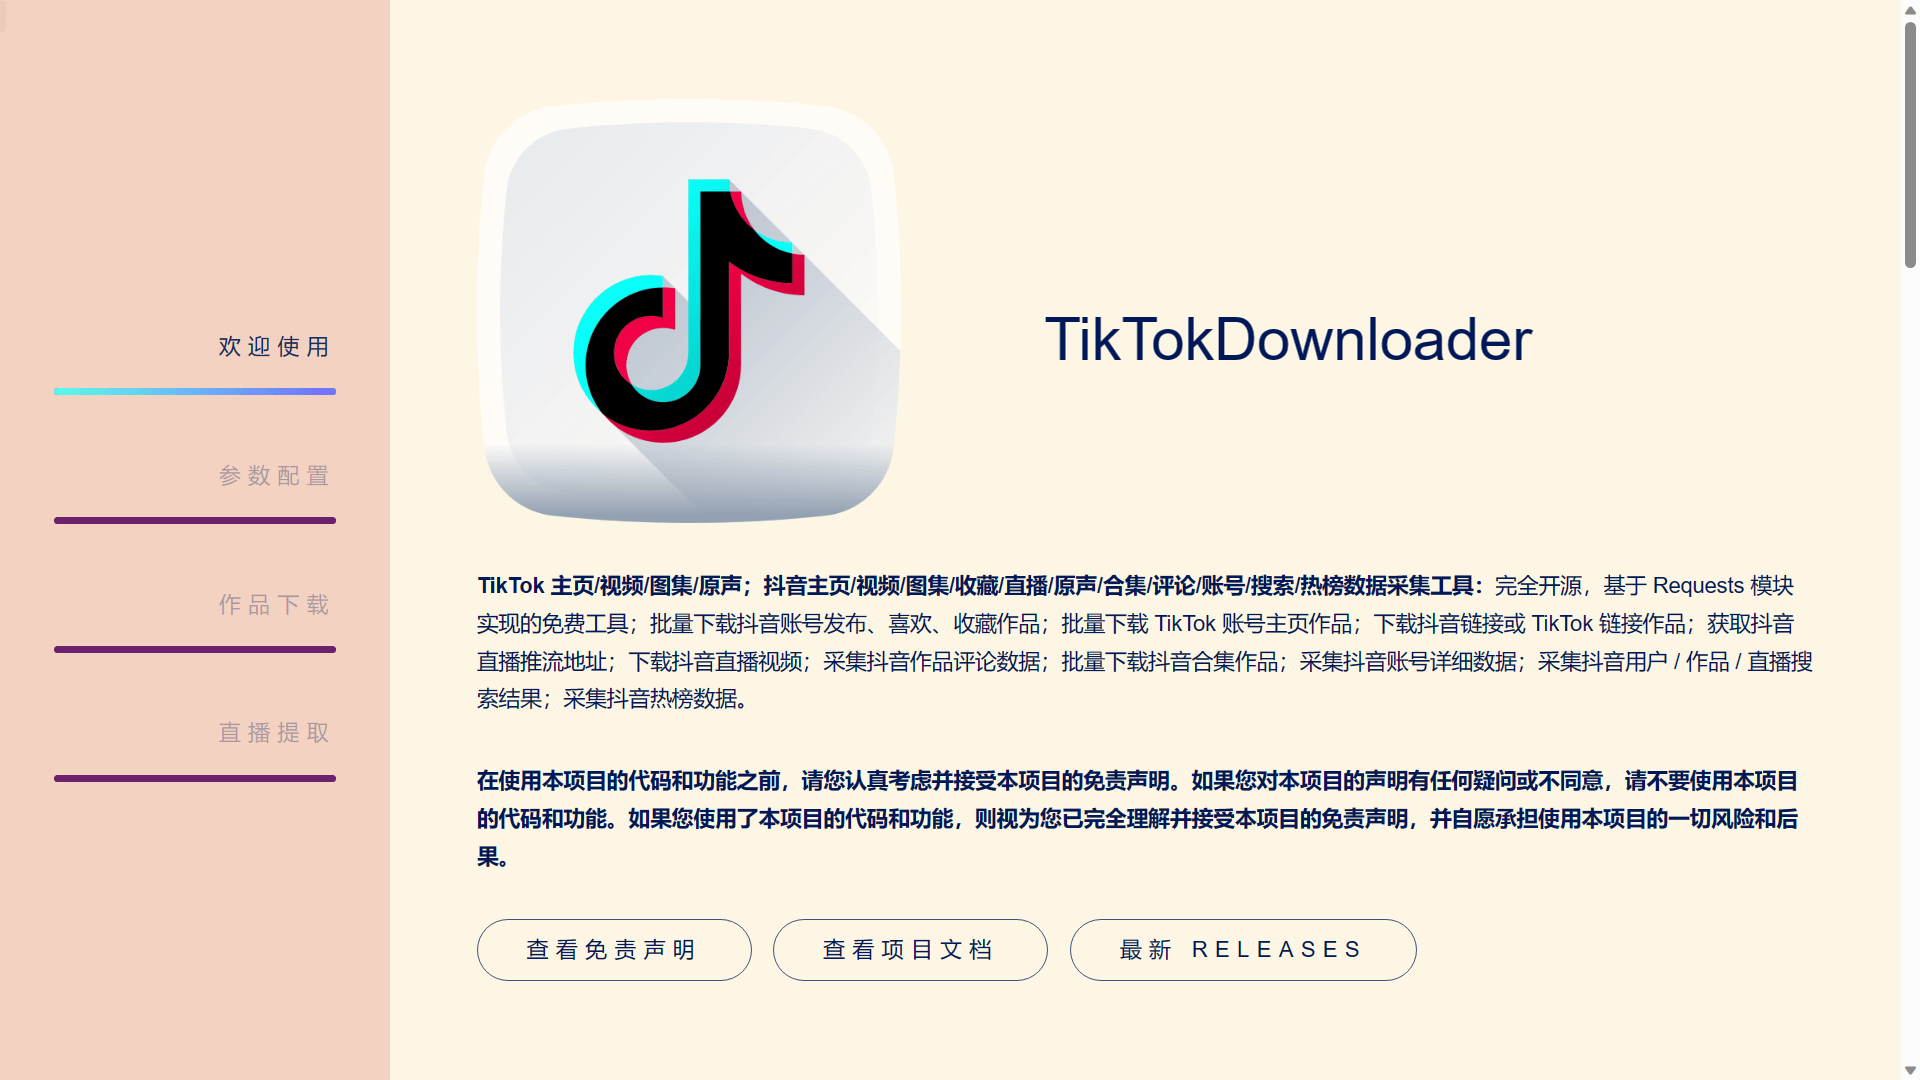 欢迎使用
参数配置
作品下载
直播提取
TikTokDownloader
TikTok 主页/视频/图集/原声；抖音主页/视频/图集/收藏/直播/原声/合集/评论/账号/搜索/热榜数据采集工具：完全开源，基于 Requests 模块
实现的免费工具；批量下载抖音账号发布、喜欢、收藏作品；批量下载 TikTok 账号主页作品；下载抖音链接或 TikTok 链接作品；获取抖音
直播推流地址；下载抖音直播视频；采集抖音作品评论数据；批量下载抖音合集作品；采集抖音账号详细数据；采集抖音用户 / 作品 / 直播搜
索结果；采集抖音热榜数据。
在使用本项目的代码和功能之前，请您认真考虑并接受本项目的免责声明。如果您对本项目的声明有任何疑问或不同意，请不要使用本项目
的代码和功能。如果您使用了本项目的代码和功能，则视为您已完全理解并接受本项目的免责声明，并自愿承担使用本项目的一切风险和后
果。
查看免责声明
查看项目文档
最新 RELEASES